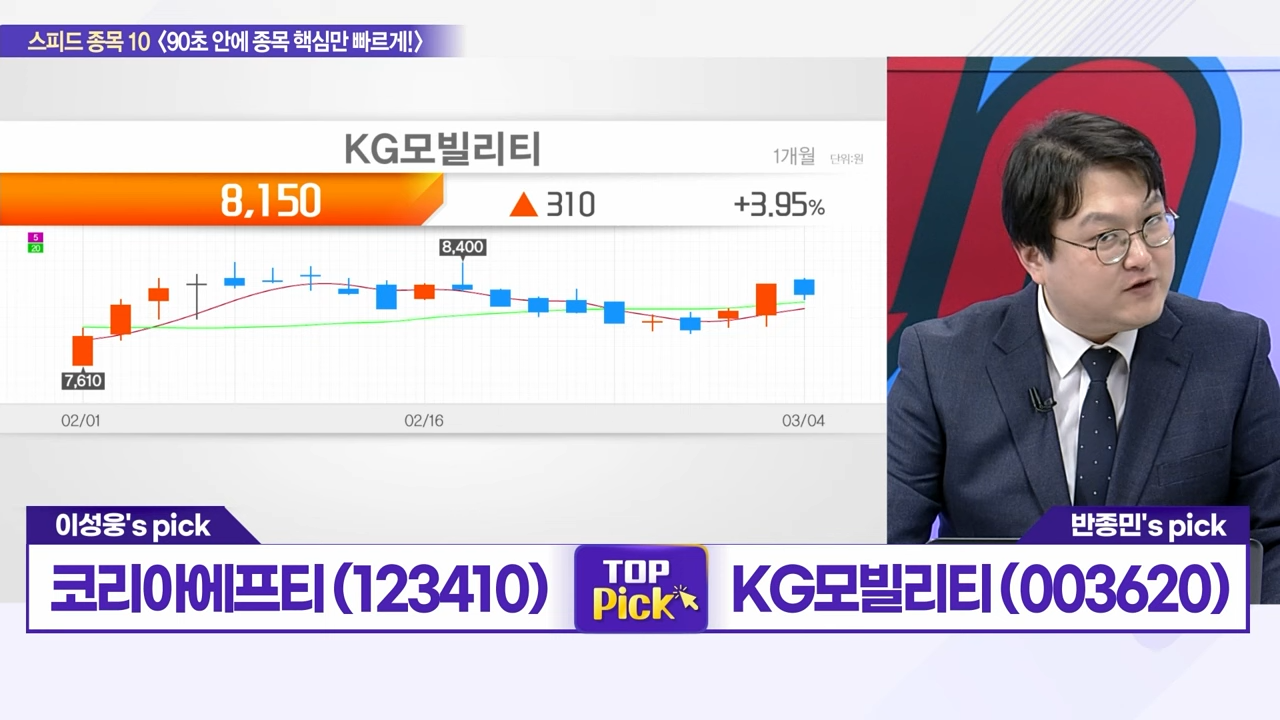 스피드 종목 10 〈90초 안에 종목 핵심만 빠르게!〉
KG모빌리티
1개월 단위:원
8,150 ▲ 310 +3.95%
5
20
8,400
7,610
02/01 02/16 03/04
이성웅's pick
반종민's pick
코리아에프티(123410)
TOP
Pick
KG모빌리티(003620)